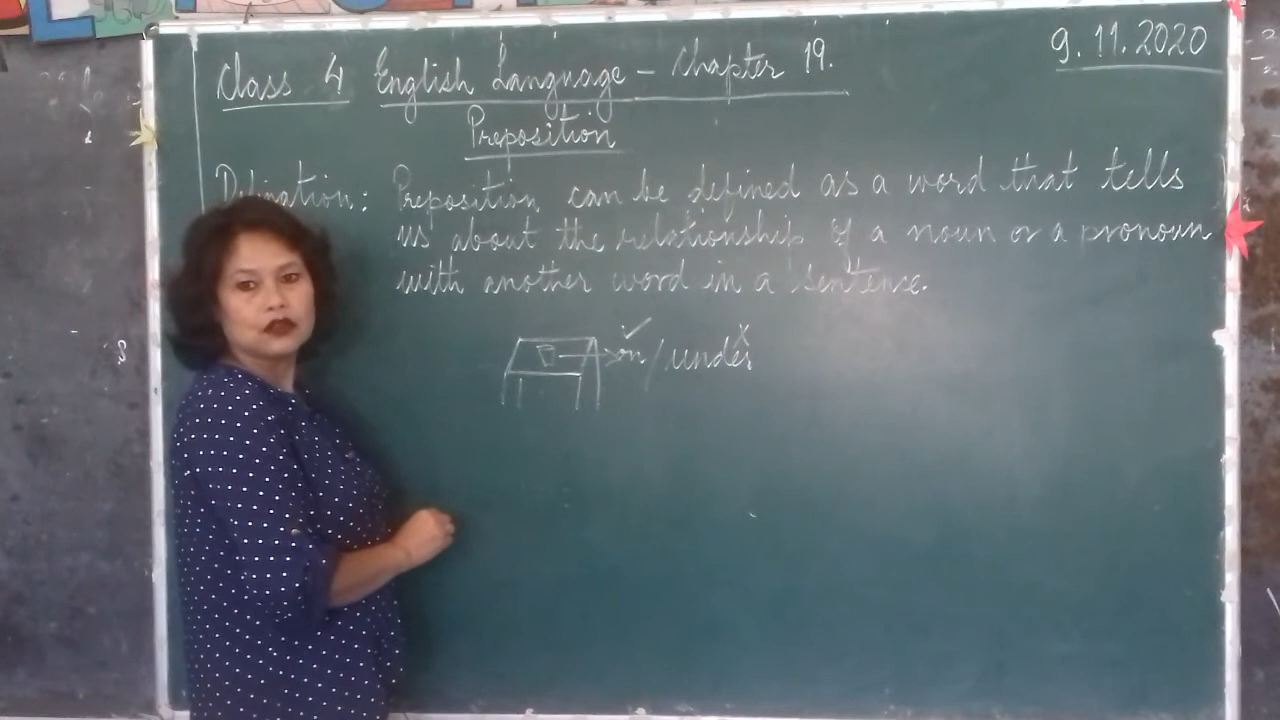 Class 4 English Language - Chapter 19.
9.11.2020
Preposition
Defination: Preposition can be defined as a word that tells
us about the relationship of a noun or a pronoun
with another word in a sentence.
on/under